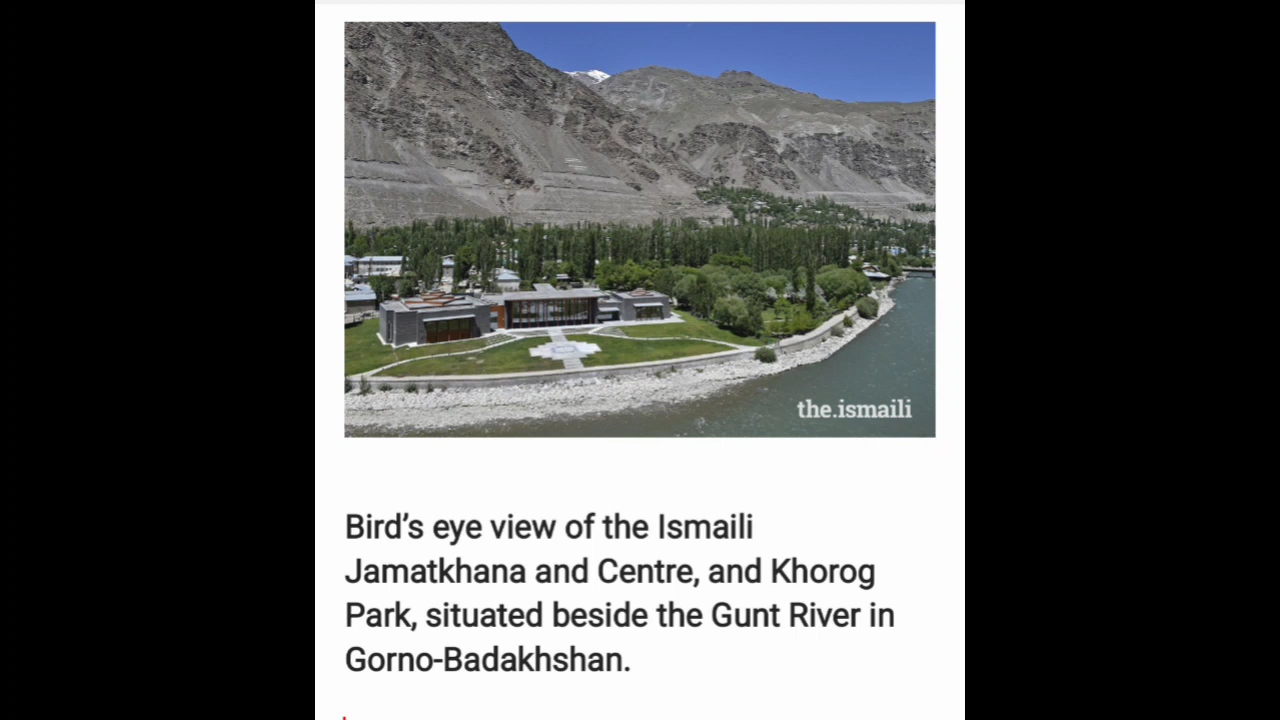 the.ismaili
Bird’s eye view of the Ismaili
Jamatkhana and Centre, and Khorog
Park, situated beside the Gunt River in
Gorno-Badakhshan.